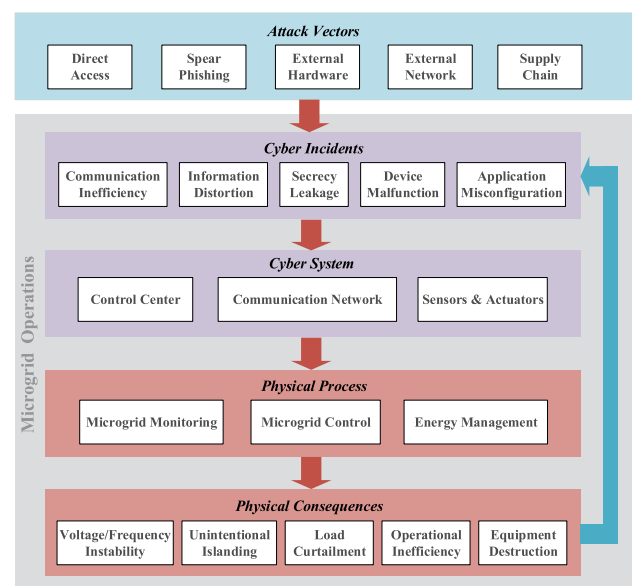 Attack Vectors
Direct
Access
Spear
Phishing
External
Hardware
External
Network
Supply
Chain
Microgrid Operations
Cyber Incidents
Communication
Inefficiency
Information
Distortion
Secrecy
Leakage
Device
Malfunction
Application
Misconfiguration
Cyber System
Control Center
Communication Network
Sensors & Actuators
Physical Process
Microgrid Monitoring
Microgrid Control
Energy Management
Physical Consequences
Voltage/Frequency
Instability
Unintentional
Islanding
Load
Curtailment
Operational
Inefficiency
Equipment
Destruction